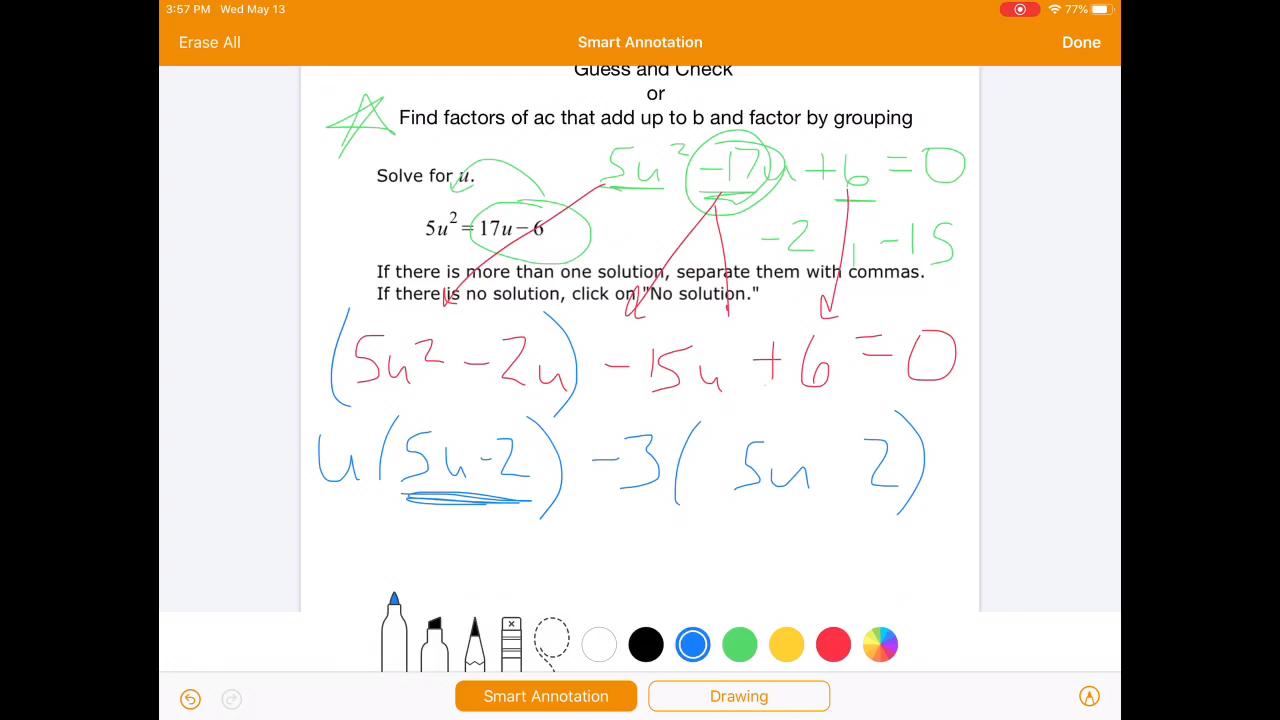 3:57 PM Wed May 13
77%
Erase All
Smart Annotation
Done
Guess and Check
or
Find factors of ac that add up to b and factor by grouping
5u² -17u +6 = 0
Solve for u.
5u² = 17u − 6
-2 , -15
If there is more than one solution, separate them with commas.
If there is no solution, click on "No solution."
(5u² - 2u) - 15u + 6 = 0
u(5u-2) -3( 5u 2)
Smart Annotation
Drawing